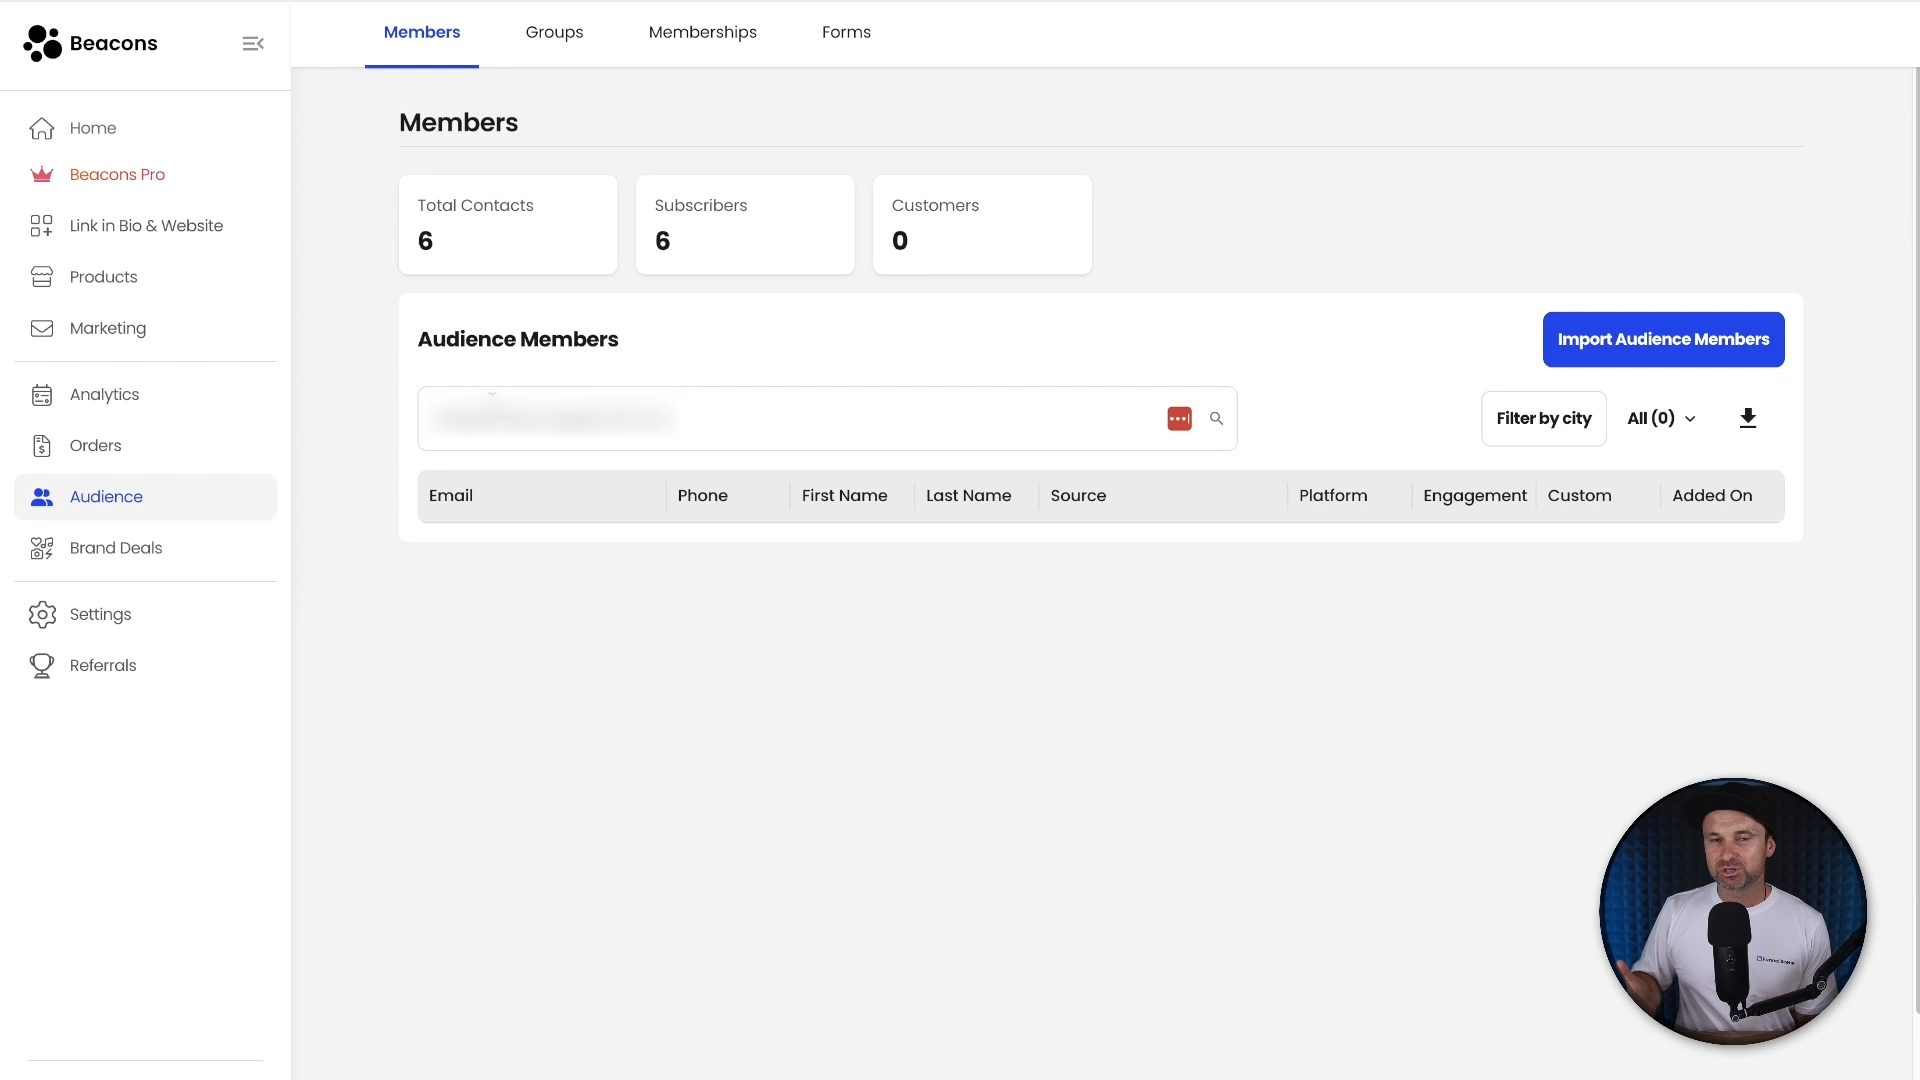 Beacons
Members
Groups
Memberships
Forms
Home
Beacons Pro
Link in Bio & Website
Products
Marketing
Analytics
Orders
Audience
Brand Deals
Settings
Referrals
Members
Total Contacts
6
Subscribers
6
Customers
0
Audience Members
Import Audience Members
Filter by city
All (0)
Email Phone First Name Last Name Source Platform Engagement Custom Added On